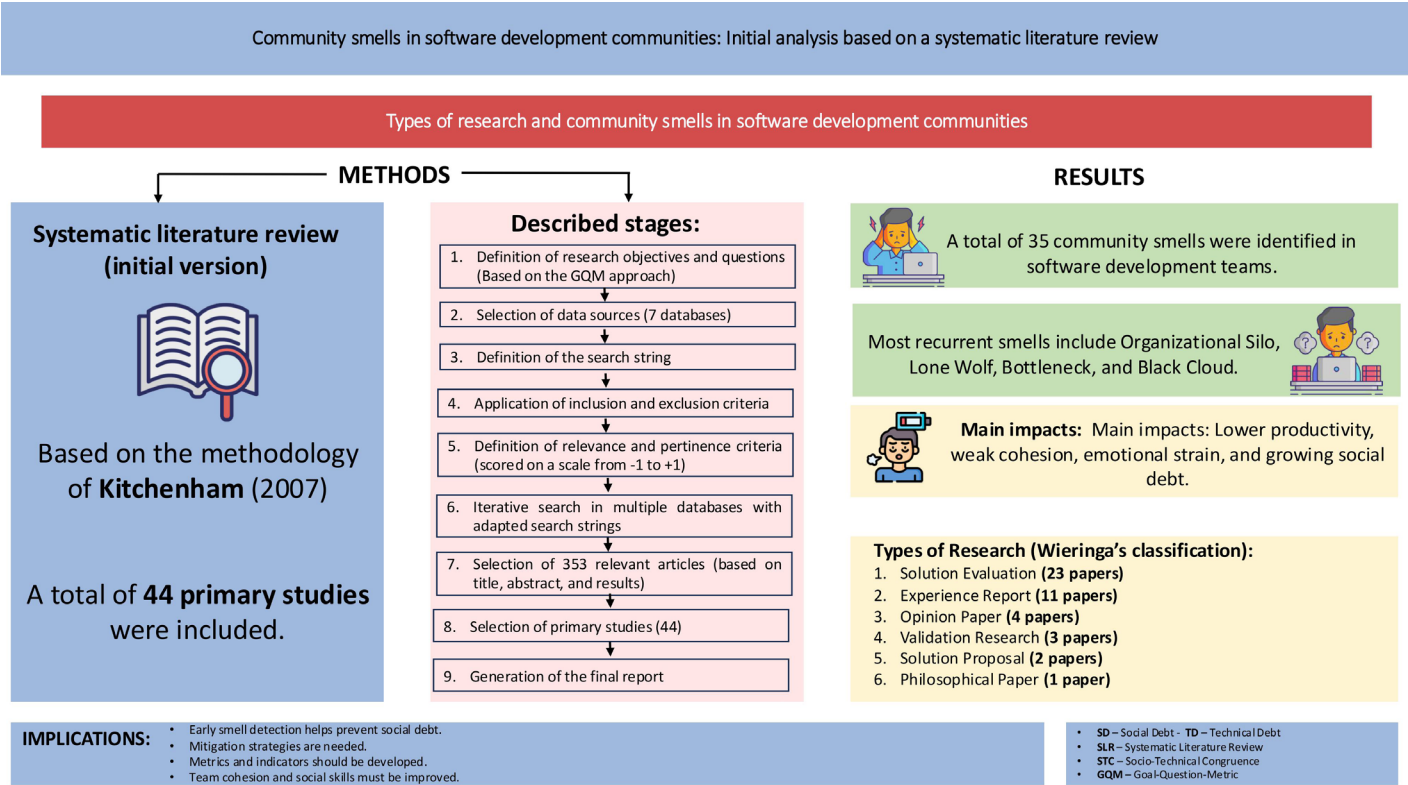 Community smells in software development communities: Initial analysis based on a systematic literature review
Types of research and community smells in software development communities
METHODS
Systematic literature review
(initial version)
Based on the methodology
of Kitchenham (2007)
A total of 44 primary studies
were included.
Described stages:
1. Definition of research objectives and questions
(Based on the GQM approach)
2. Selection of data sources (7 databases)
3. Definition of the search string
4. Application of inclusion and exclusion criteria
5. Definition of relevance and pertinence criteria
(scored on a scale from -1 to +1)
6. Iterative search in multiple databases with
adapted search strings
7. Selection of 353 relevant articles (based on
title, abstract, and results)
8. Selection of primary studies (44)
9. Generation of the final report
RESULTS
A total of 35 community smells were identified in
software development teams.
Most recurrent smells include Organizational Silo,
Lone Wolf, Bottleneck, and Black Cloud.
? ?
Main impacts: Main impacts: Lower productivity,
weak cohesion, emotional strain, and growing social
debt.
Types of Research (Wieringa’s classification):
1. Solution Evaluation (23 papers)
2. Experience Report (11 papers)
3. Opinion Paper (4 papers)
4. Validation Research (3 papers)
5. Solution Proposal (2 papers)
6. Philosophical Paper (1 paper)
IMPLICATIONS:
• Early smell detection helps prevent social debt.
• Mitigation strategies are needed.
• Metrics and indicators should be developed.
• Team cohesion and social skills must be improved.
• SD – Social Debt - TD – Technical Debt
• SLR – Systematic Literature Review
• STC – Socio-Technical Congruence
• GQM – Goal-Question-Metric